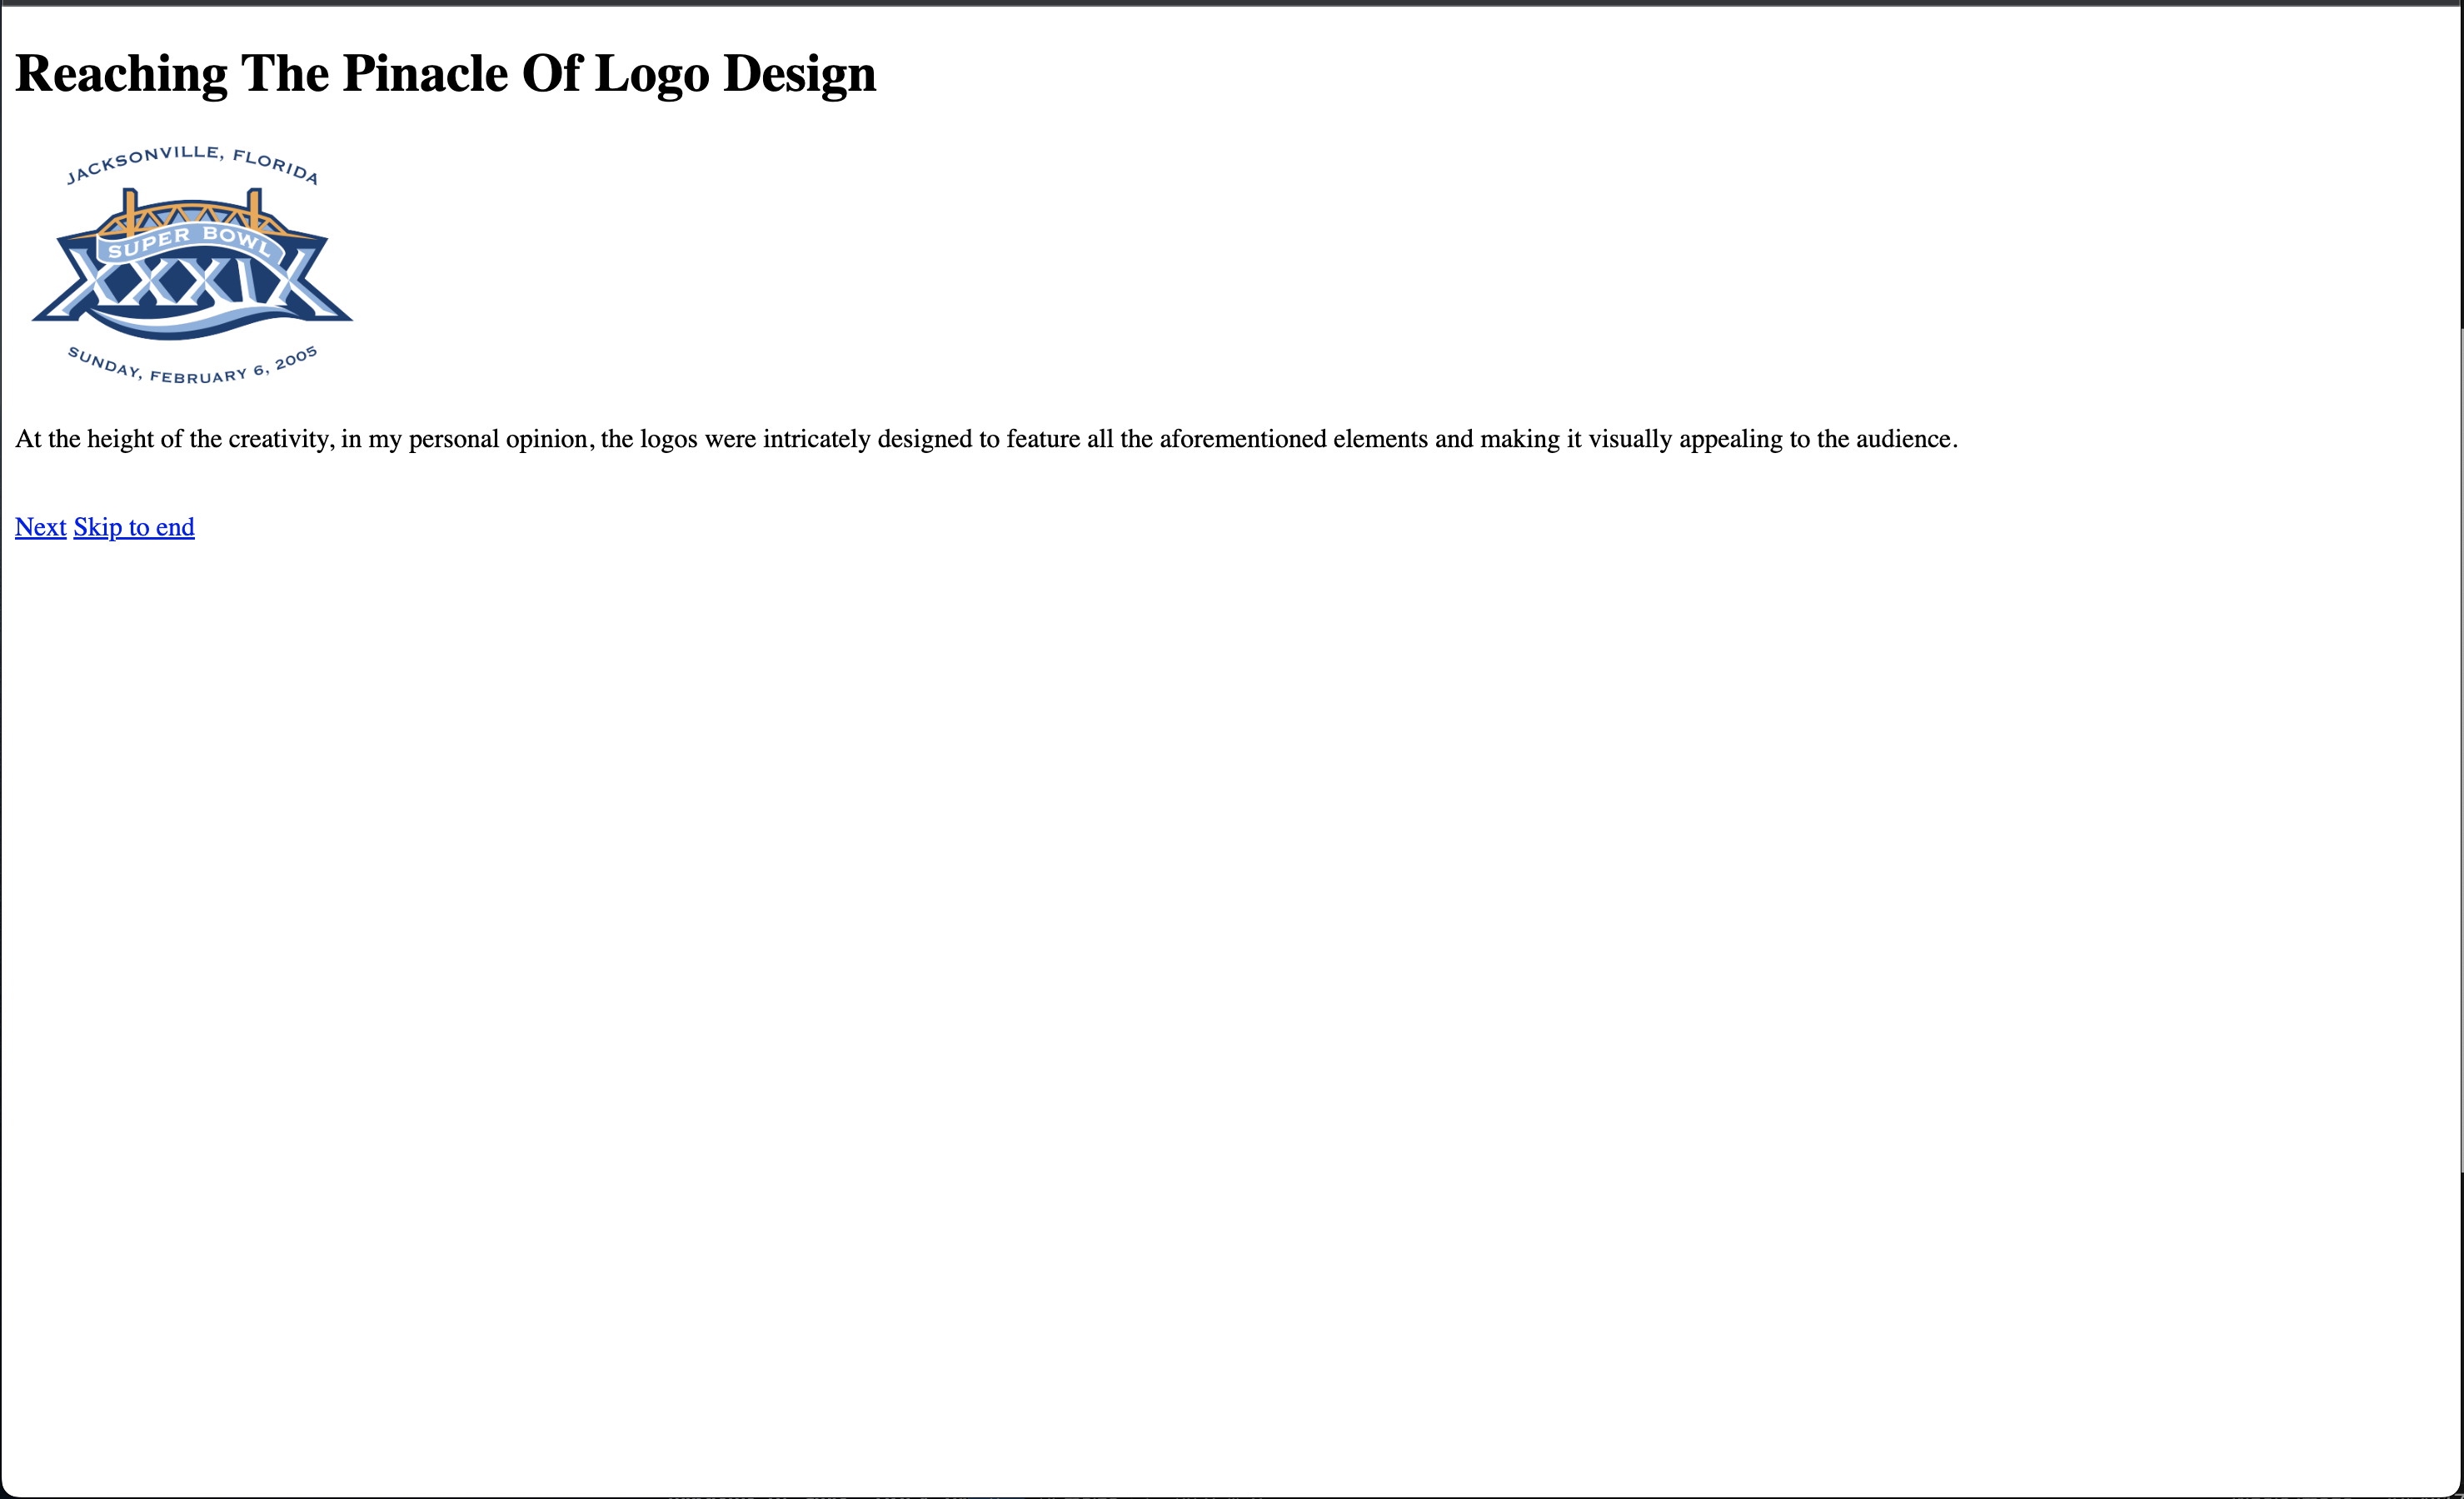 Reaching The Pinacle Of Logo Design
JACKSONVILLE, FLORIDA
SUPER BOWL
XXXIX
SUNDAY, FEBRUARY 6, 2005
At the height of the creativity, in my personal opinion, the logos were intricately designed to feature all the aforementioned elements and making it visually appealing to the audience.
Next Skip to end